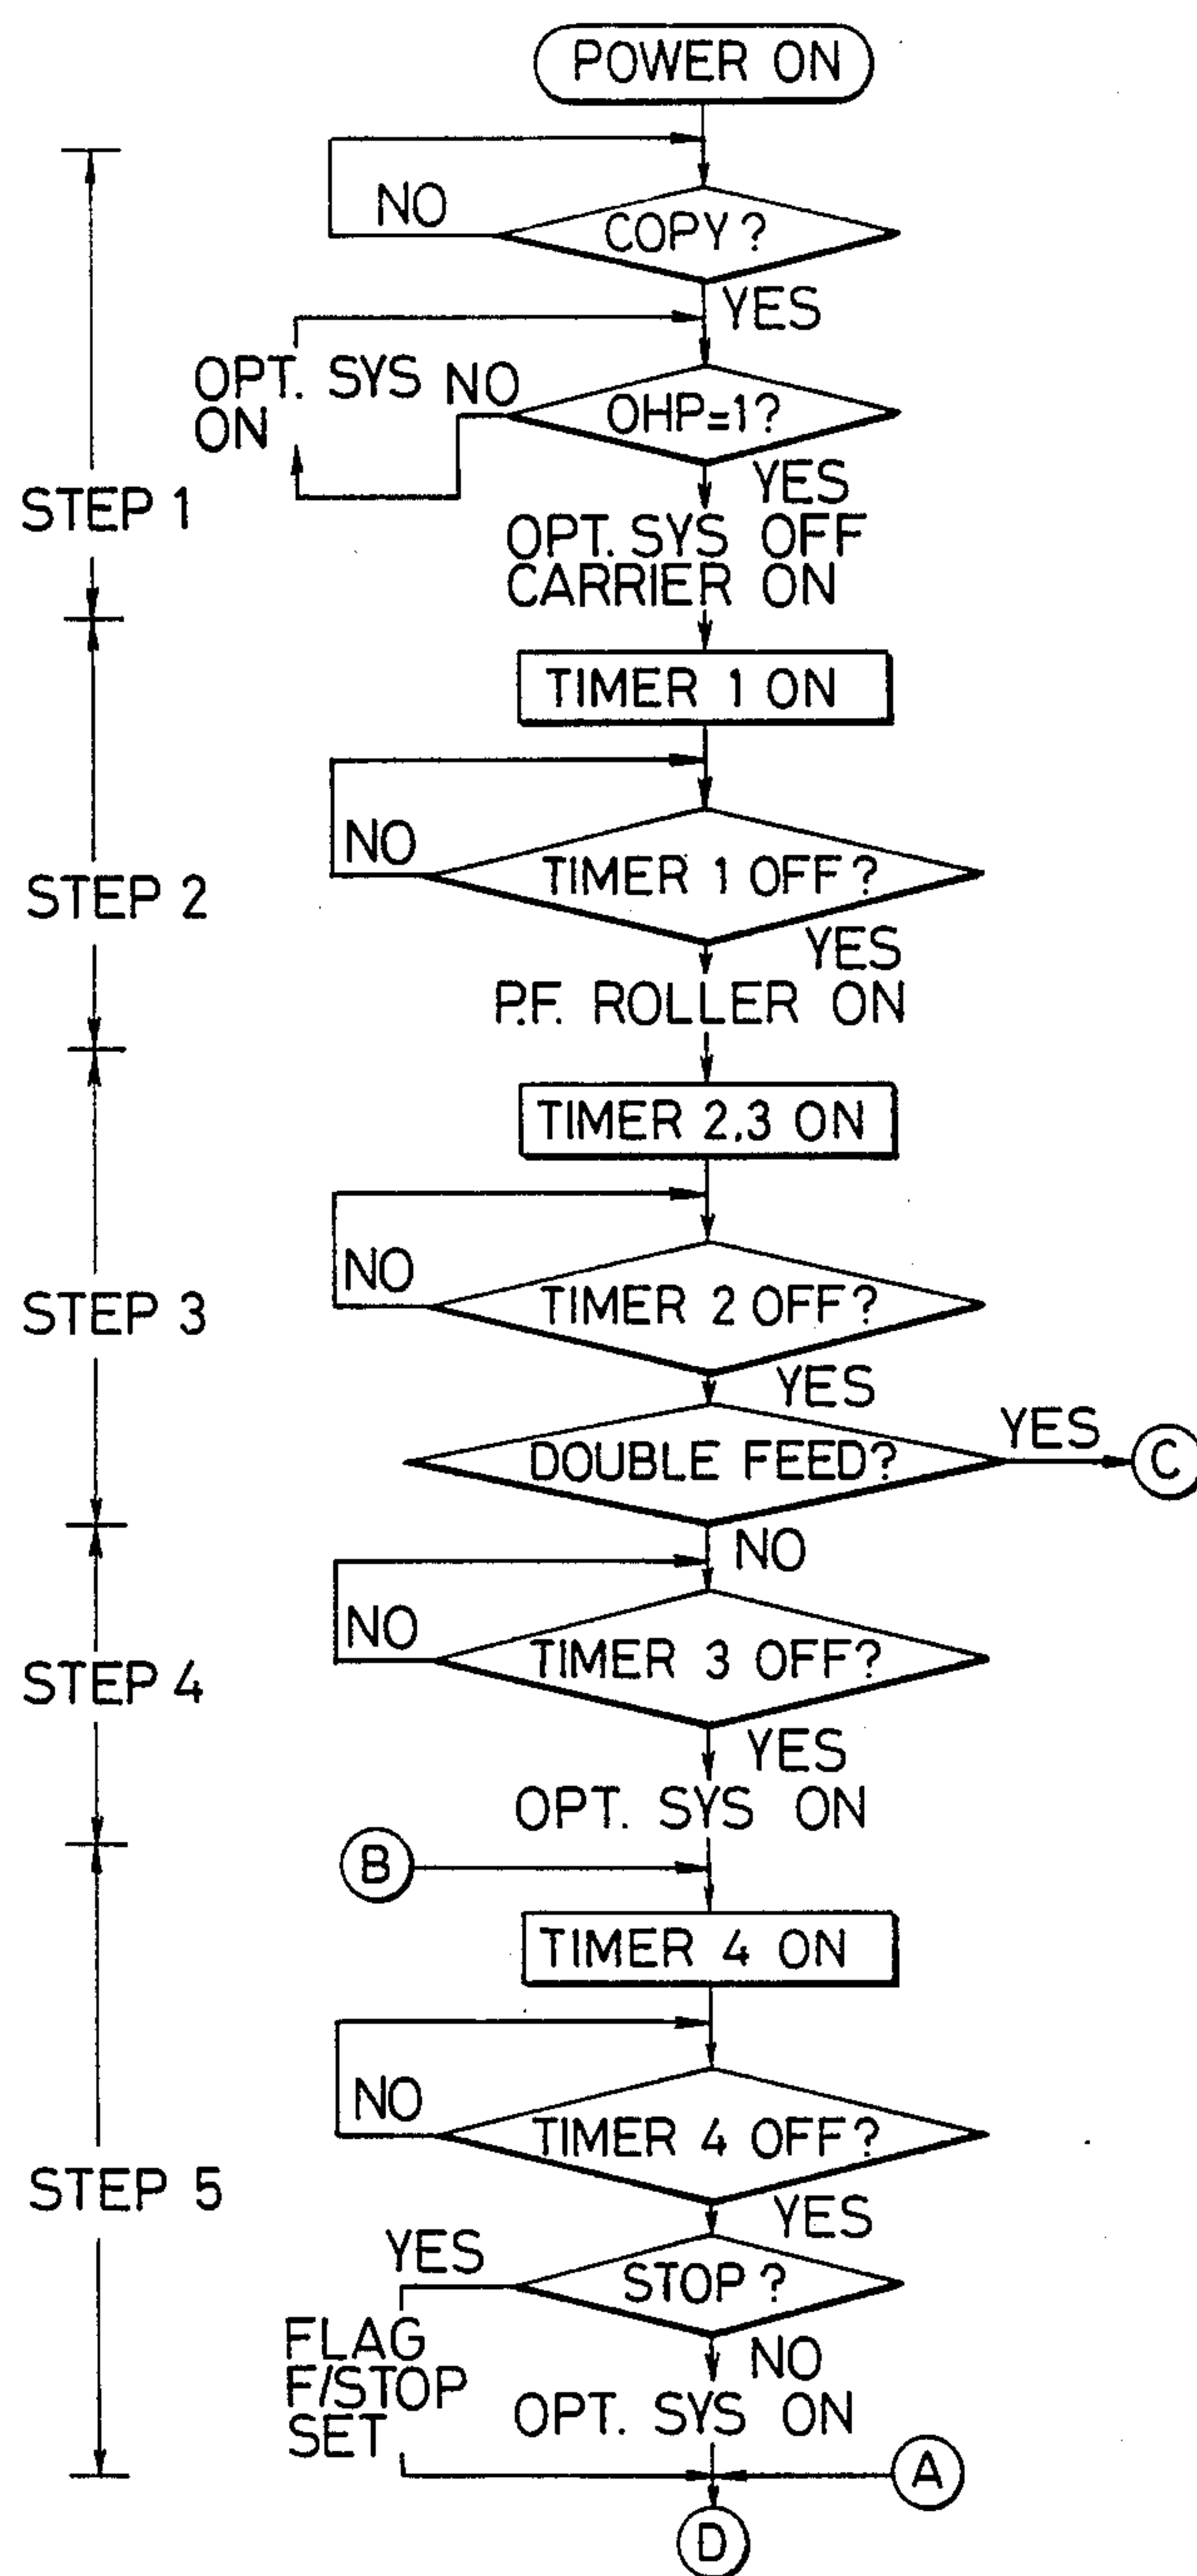 POWER ON
NO
COPY?
YES
OPT. SYS
ON
NO
OHP=1?
YES
STEP 1
OPT. SYS OFF
CARRIER ON
TIMER 1 ON
NO
TIMER 1 OFF?
STEP 2
YES
P.F. ROLLER ON
TIMER 2,3 ON
NO
TIMER 2 OFF?
STEP 3
YES
DOUBLE FEED?
YES
C
NO
NO
TIMER 3 OFF?
STEP 4
YES
OPT. SYS ON
B
TIMER 4 ON
NO
TIMER 4 OFF?
STEP 5
YES
YES
STOP?
FLAG
F/STOP
SET
NO
OPT. SYS ON
A
D